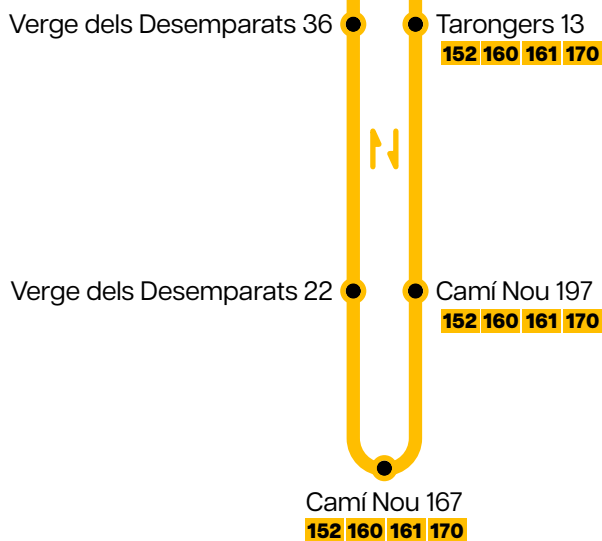 Verge dels Desemparats 36
Tarongers 13
152 160 161 170
Verge dels Desemparats 22
Camí Nou 197
152 160 161 170
Camí Nou 167
152 160 161 170